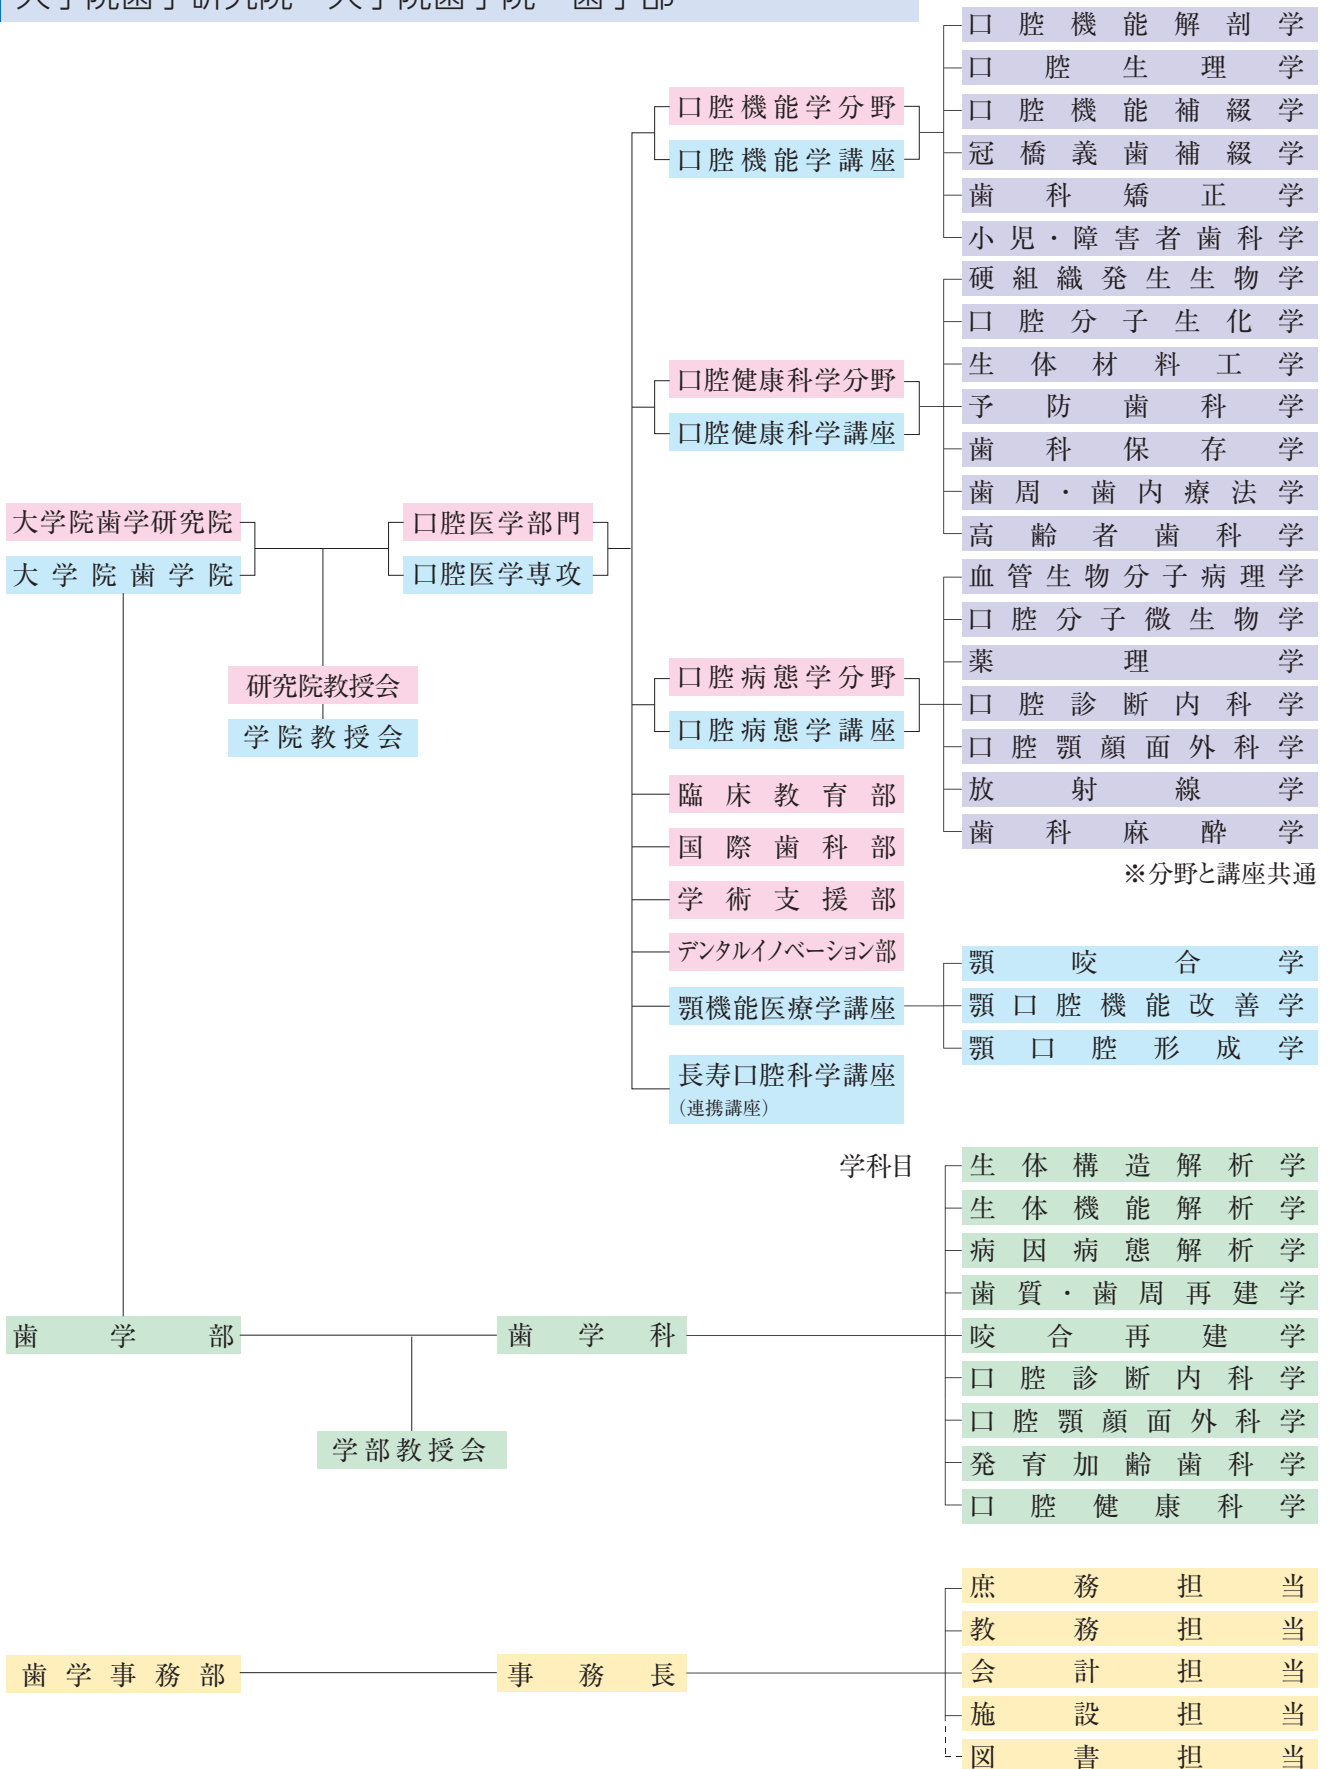 大学院歯学研究院・大学院歯学院・歯学部
口腔機能解剖学
口腔生理学
口腔機能学分野
口腔機能補綴学
口腔機能学講座
冠橋義歯補綴学
歯科矯正学
小児・障害者歯科学
硬組織発生生物学
口腔分子生化学
生体材料工学
口腔健康科学分野
予防歯科学
口腔健康科学講座
歯科保存学
歯周・歯内療法学
大学院歯学研究院
口腔医学部門
高齢者歯科学
大学院歯学院
口腔医学専攻
血管生物分子病理学
口腔分子微生物学
薬理学
研究院教授会
口腔病態学分野
口腔診断内科学
学院教授会
口腔病態学講座
口腔顎顔面外科学
放射線学
臨床教育部
歯科麻酔学
国際歯科部
※分野と講座共通
学術支援部
デンタルイノベーション部
顎咬合学
顎機能医療学講座
顎口腔機能改善学
顎口腔形成学
長寿口腔科学講座
（連携講座）
学科目
生体構造解析学
生体機能解析学
病因病態解析学
歯質・歯周再建学
歯学部
歯学科
咬合再建学
口腔診断内科学
口腔顎顔面外科学
学部教授会
発育加齢歯科学
口腔健康科学
庶務担当
教務担当
歯学事務部
事務長
会計担当
施設担当
図書担当